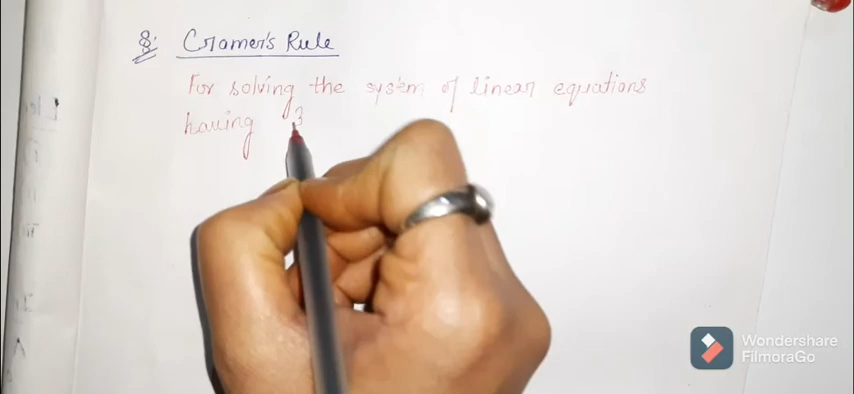 8. Cramer's Rule
For solving the system of linear equations
having 3
Wondershare
FilmoraGo